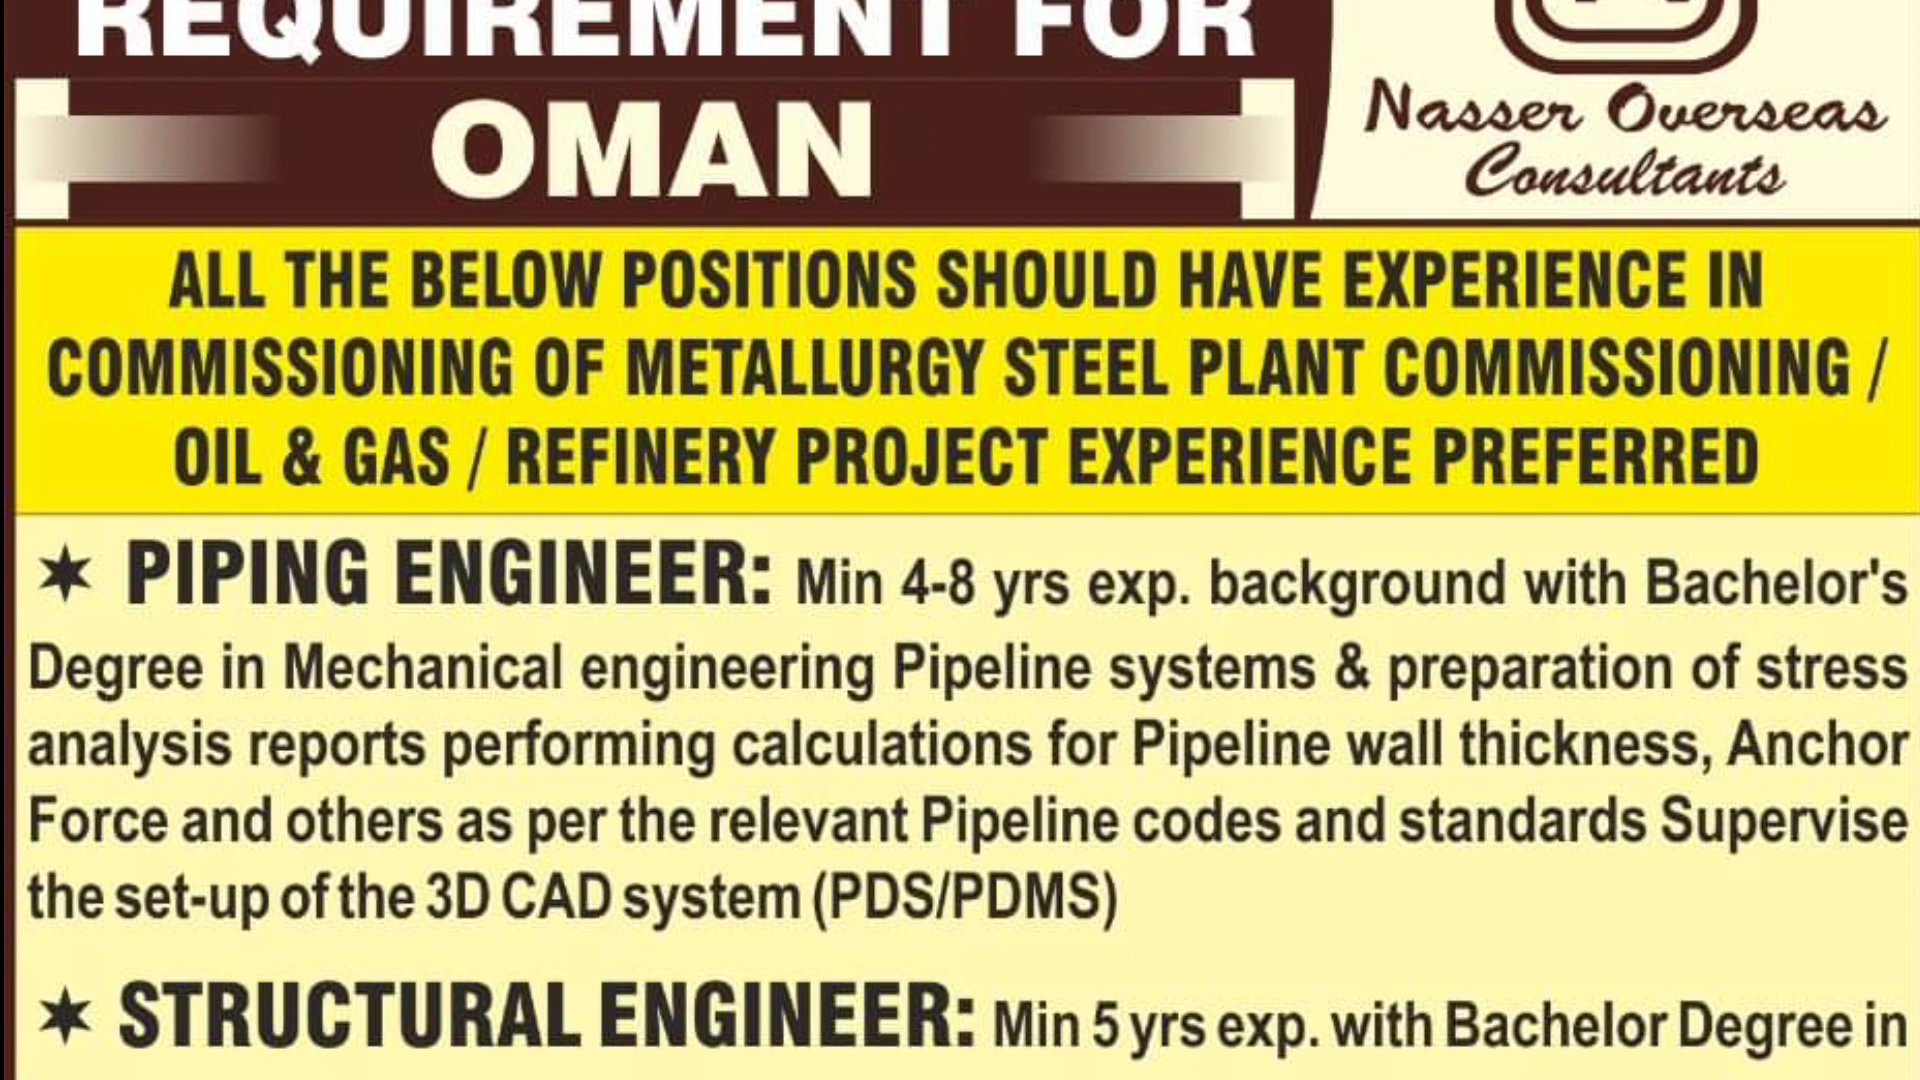 REQUIREMENT FOR
OMAN
Nasser Overseas
Consultants
ALL THE BELOW POSITIONS SHOULD HAVE EXPERIENCE IN
COMMISSIONING OF METALLURGY STEEL PLANT COMMISSIONING /
OIL & GAS / REFINERY PROJECT EXPERIENCE PREFERRED
✶ PIPING ENGINEER: Min 4-8 yrs exp. background with Bachelor's
Degree in Mechanical engineering Pipeline systems & preparation of stress
analysis reports performing calculations for Pipeline wall thickness, Anchor
Force and others as per the relevant Pipeline codes and standards Supervise
the set-up of the 3D CAD system (PDS/PDMS)
✶ STRUCTURAL ENGINEER: Min 5 yrs exp. with Bachelor Degree in